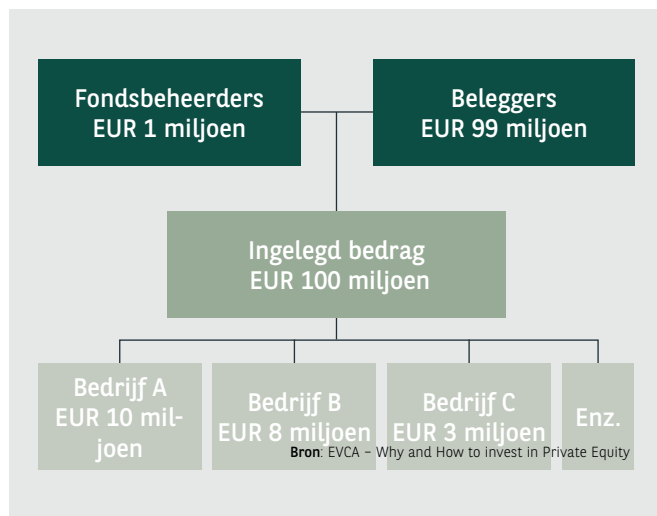 Fondsbeheerders
EUR 1 miljoen
Beleggers
EUR 99 miljoen
Ingelegd bedrag
EUR 100 miljoen
Bedrijf A
EUR 10 mil-
joen
Bedrijf B
EUR 8 miljoen
Bedrijf C
EUR 3 miljoen
Enz.
Bron: EVCA – Why and How to invest in Private Equity